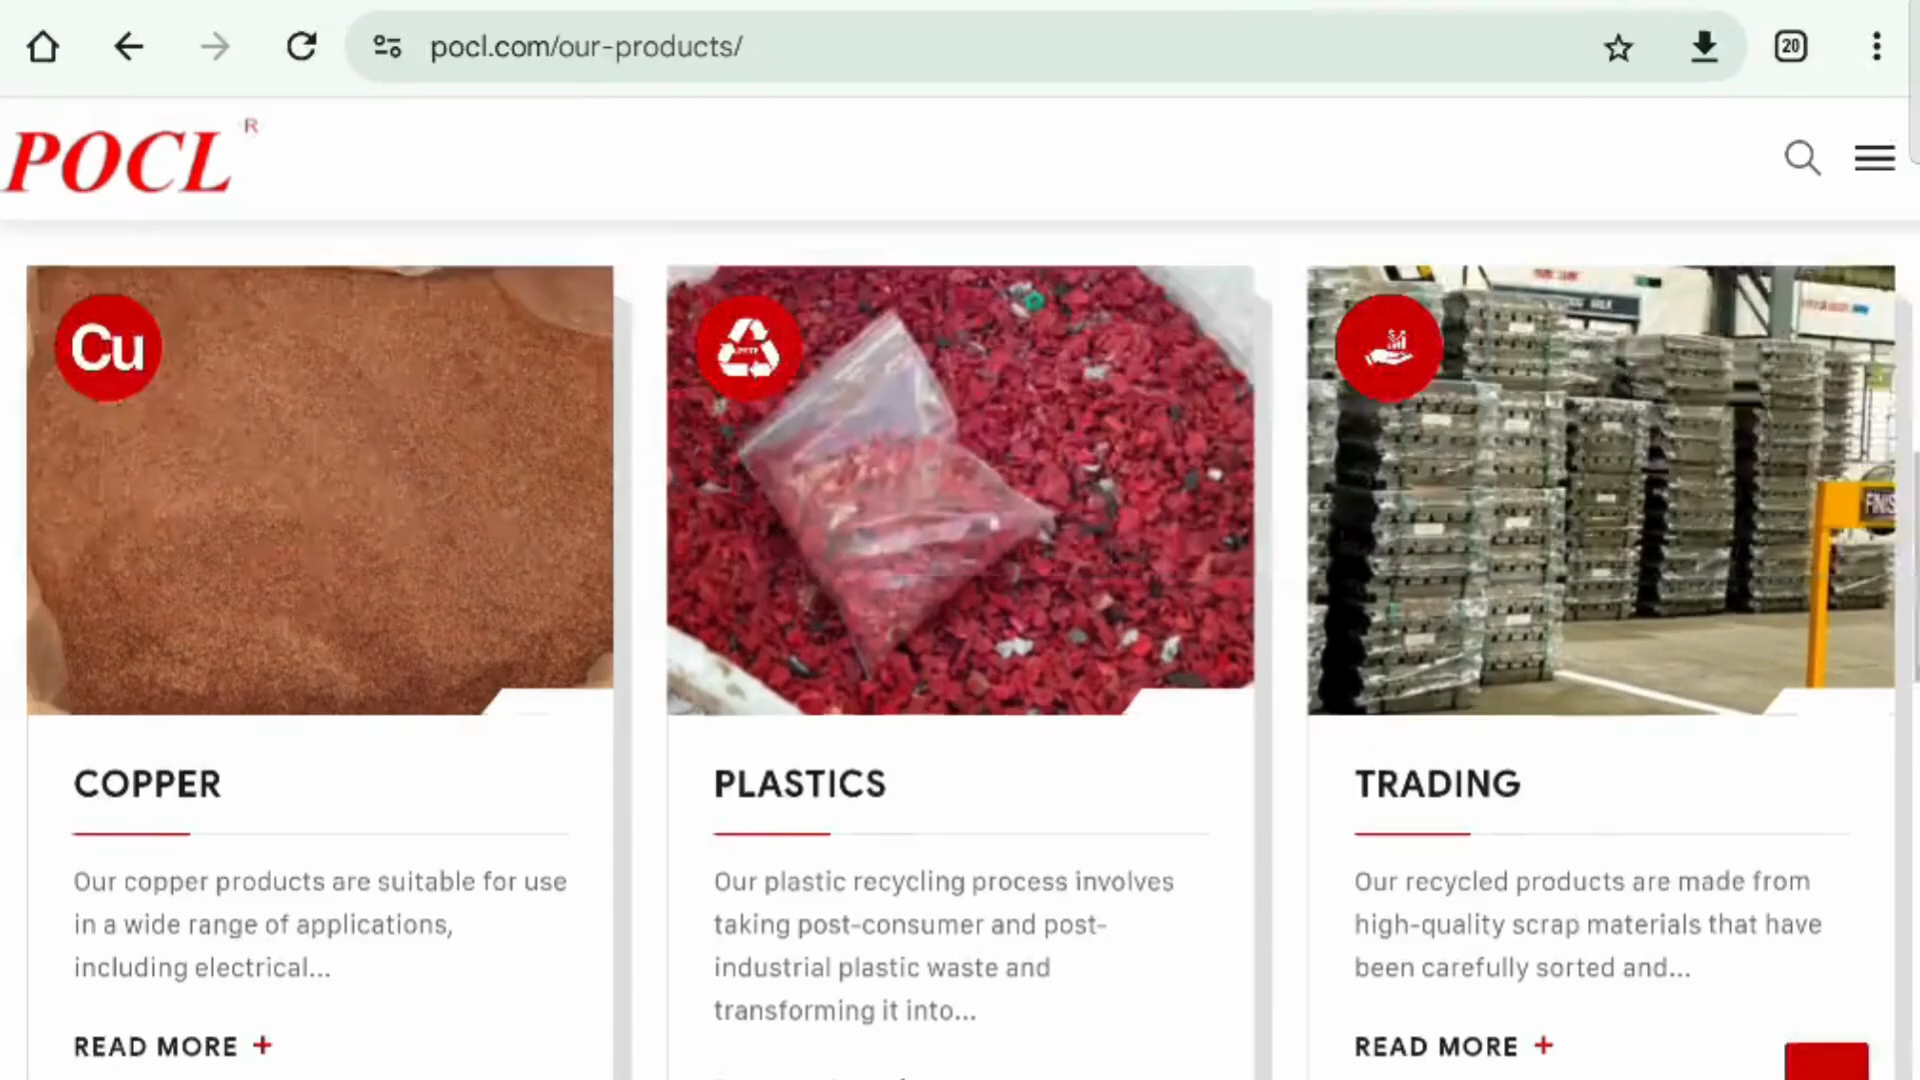 pocl.com/our-products/
20
POCL R
Cu
FINIS
COPPER
Our copper products are suitable for use
in a wide range of applications,
including electrical...
READ MORE +
PLASTICS
Our plastic recycling process involves
taking post-consumer and post-
industrial plastic waste and
transforming it into...
TRADING
Our recycled products are made from
high-quality scrap materials that have
been carefully sorted and...
READ MORE +